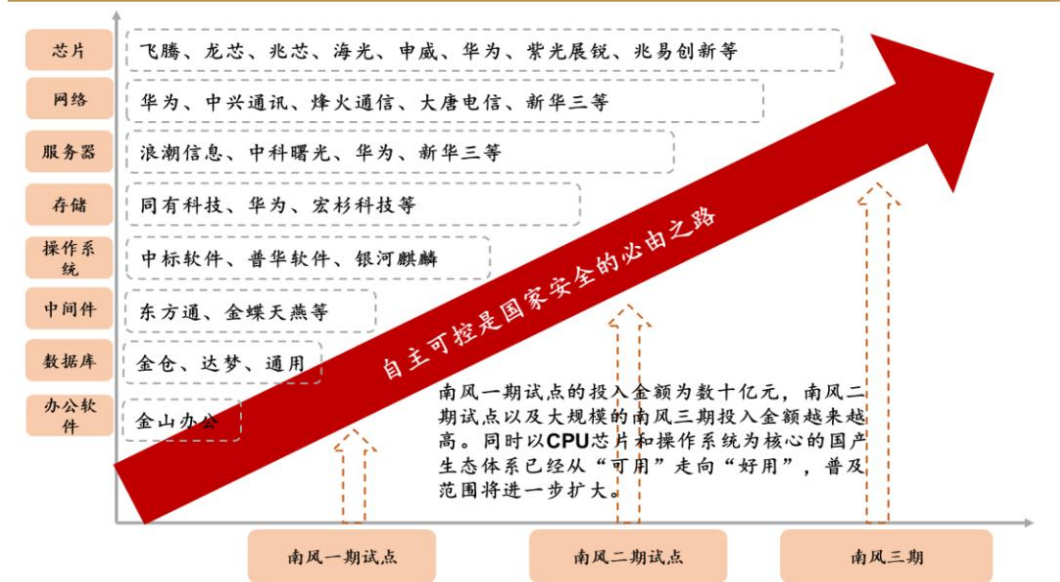 芯片
飞腾、龙芯、兆芯、海光、申威、华为、紫光展锐、兆易创新等
网络
华为、中兴通讯、烽火通信、大唐电信、新华三等
服务器
浪潮信息、中科曙光、华为、新华三等
存储
同有科技、华为、宏杉科技等
操作系
统
中标软件、普华软件、银河麒麟
中间件
东方通、金蝶天燕等
数据库
金仓、达梦、通用
办公软
件
金山办公
自主可控是国家安全的必由之路
南风一期试点的投入金额为数十亿元，南风二
期试点以及大规模的南风三期投入金额越来越
高。同时以CPU芯片和操作系统为核心的国产
生态体系已经从“可用”走向“好用”，普及
范围将进一步扩大。
南风一期试点
南风二期试点
南风三期